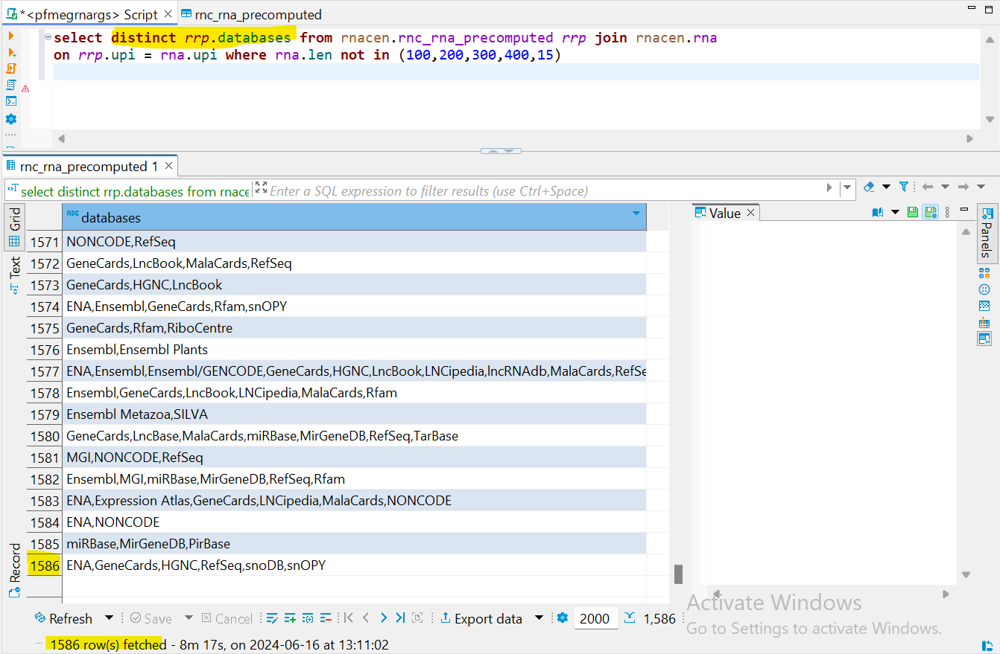 *<pfmegrnargs> Script
rnc_rna_precomputed
select distinct rrp.databases from rnacen.rnc_rna_precomputed rrp join rnacen.rna
on rrp.upi = rna.upi where rna.len not in (100,200,300,400,15)
rnc_rna_precomputed 1
select distinct rrp.databases from rnace
Enter a SQL expression to filter results (use Ctrl+Space)
Grid
Text
Record
ABC databases
1571 NONCODE,RefSeq
1572 GeneCards,LncBook,MalaCards,RefSeq
1573 GeneCards,HGNC,LncBook
1574 ENA,Ensembl,GeneCards,Rfam,snOPY
1575 GeneCards,Rfam,RiboCentre
1576 Ensembl,Ensembl Plants
1577 ENA,Ensembl,Ensembl/GENCODE,GeneCards,HGNC,LncBook,LNCipedia,lncRNAdb,MalaCards,RefSe
1578 Ensembl,GeneCards,LncBook,LNCipedia,MalaCards,Rfam
1579 Ensembl Metazoa,SILVA
1580 GeneCards,LncBase,MalaCards,miRBase,MirGeneDB,RefSeq,TarBase
1581 MGI,NONCODE,RefSeq
1582 Ensembl,MGI,miRBase,MirGeneDB,RefSeq,Rfam
1583 ENA,Expression Atlas,GeneCards,LNCipedia,MalaCards,NONCODE
1584 ENA,NONCODE
1585 miRBase,MirGeneDB,PirBase
1586 ENA,GeneCards,HGNC,RefSeq,snoDB,snOPY
Value
Panels
Refresh Save Cancel Export data 2000 1,586
Activate Windows
Go to Settings to activate Windows.
1586 row(s) fetched - 8m 17s, on 2024-06-16 at 13:11:02